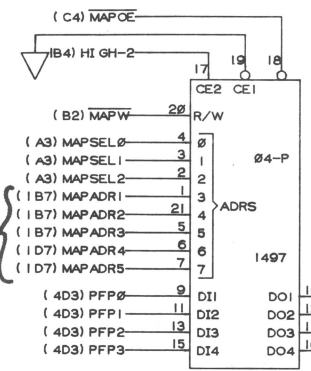 ( C4) MAPOE
1B4) HIGH-2
19 18
17
CE2 CE1
( B2) MAPW 20 R/W
( A3) MAPSEL0 4 0
( A3) MAPSEL1 3 1 04-P
( A3) MAPSEL2 2 2
( 1B7) MAPADR1 1 3 ADRS
( 1B7) MAPADR2 21 4
( 1B7) MAPADR3 5 5
( 1D7) MAPADR4 6 6 1497
( 1D7) MAPADR5 7 7
( 4D3) PFP0 9 DI1 DO1
( 4D3) PFP1 11 DI2 DO2
( 4D3) PFP2 13 DI3 DO3
( 4D3) PFP3 15 DI4 DO4